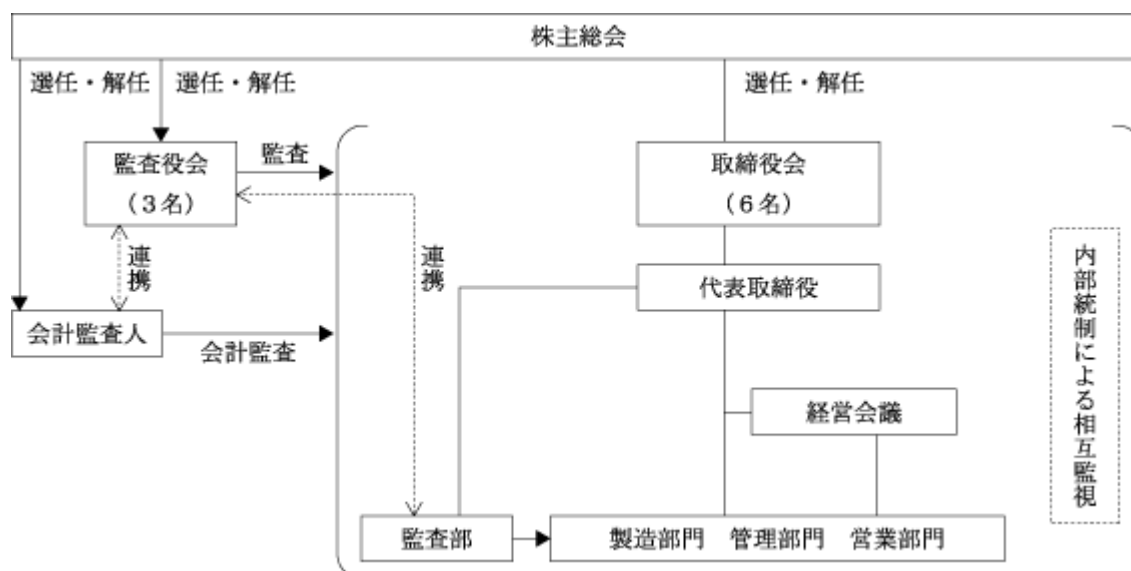 株主総会
選任・解任
選任・解任
選任・解任
監査役会
(3名)
監査
取締役会
(6名)
連携
連携
代表取締役
内部統制による相互監視
会計監査人
会計監査
経営会議
監査部
製造部門 管理部門 営業部門